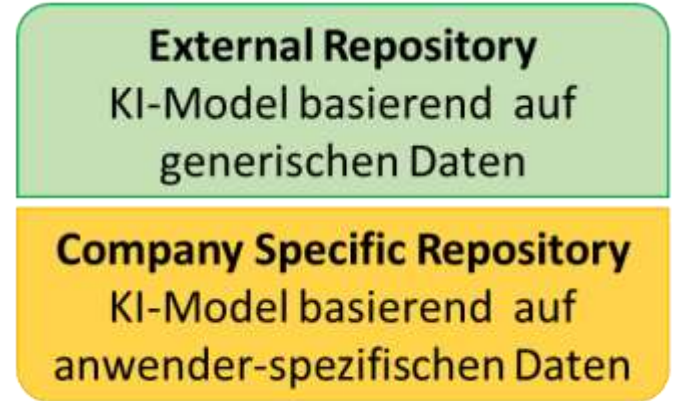 External Repository
KI-Model basierend auf
generischen Daten
Company Specific Repository
KI-Model basierend auf
anwender-spezifischen Daten